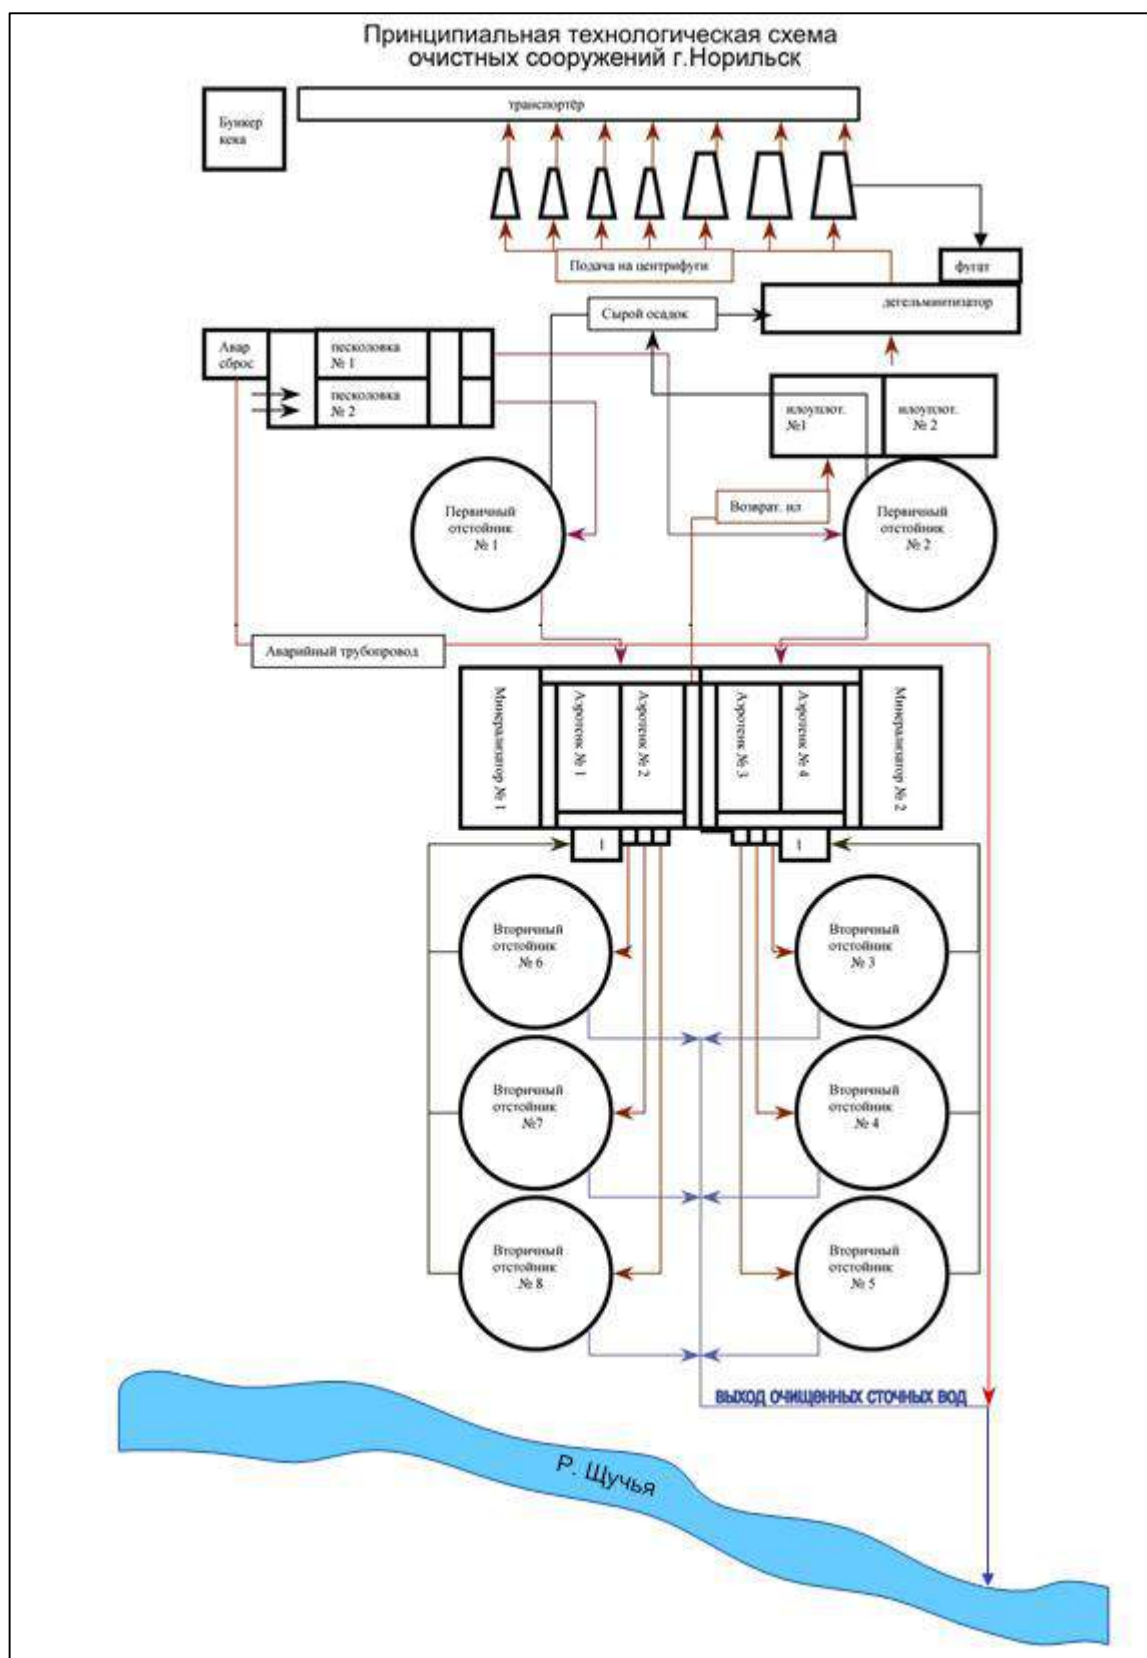 Принципиальная технологическая схема
очистных сооружений г.Норильск
транспортёр
Бункер
кека
Подача на центрифуги
фугат
дегельминтизатор
Сырой осадок
Авар
сброс
песколовка
№ 1
песколовка
№ 2
илоуплот.
№1
илоуплот.
№ 2
Возврат. ил
Первичный
отстойник
№ 1
Первичный
отстойник
№ 2
Аварийный трубопровод
Минерализатор № 1
Аэротенк № 1
Аэротенк № 2
Аэротенк № 3
Аэротенк № 4
Минерализатор № 2
1
1
Вторичный
отстойник
№ 6
Вторичный
отстойник
№ 3
Вторичный
отстойник
№7
Вторичный
отстойник
№ 4
Вторичный
отстойник
№ 8
Вторичный
отстойник
№ 5
выход очищенных сточных вод
Р. Щучья